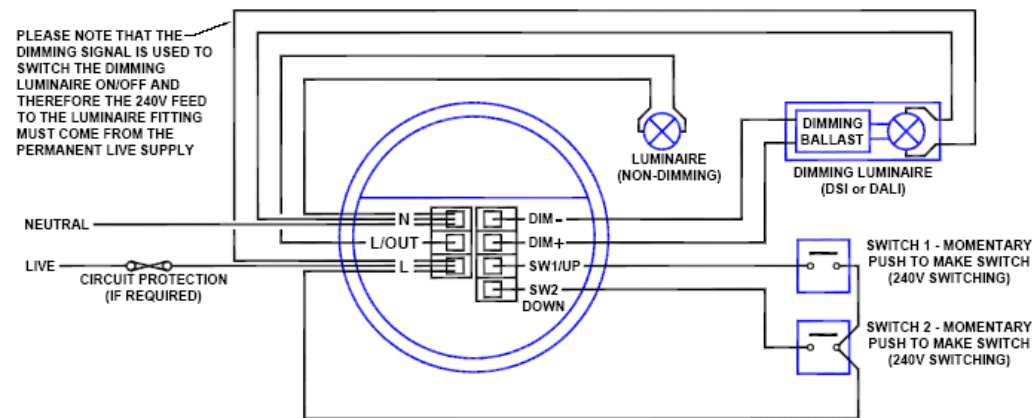 PLEASE NOTE THAT THE
DIMMING SIGNAL IS USED TO
SWITCH THE DIMMING
LUMINAIRE ON/OFF AND
THEREFORE THE 240V FEED
TO THE LUMINAIRE FITTING
MUST COME FROM THE
PERMANENT LIVE SUPPLY
NEUTRAL
LIVE
CIRCUIT PROTECTION
(IF REQUIRED)
N
L/OUT
L
DIM-
DIM+
SW1/UP
SW2
DOWN
LUMINAIRE
(NON-DIMMING)
DIMMING
BALLAST
DIMMING LUMINAIRE
(DSI or DALI)
SWITCH 1 - MOMENTARY
PUSH TO MAKE SWITCH
(240V SWITCHING)
SWITCH 2 - MOMENTARY
PUSH TO MAKE SWITCH
(240V SWITCHING)